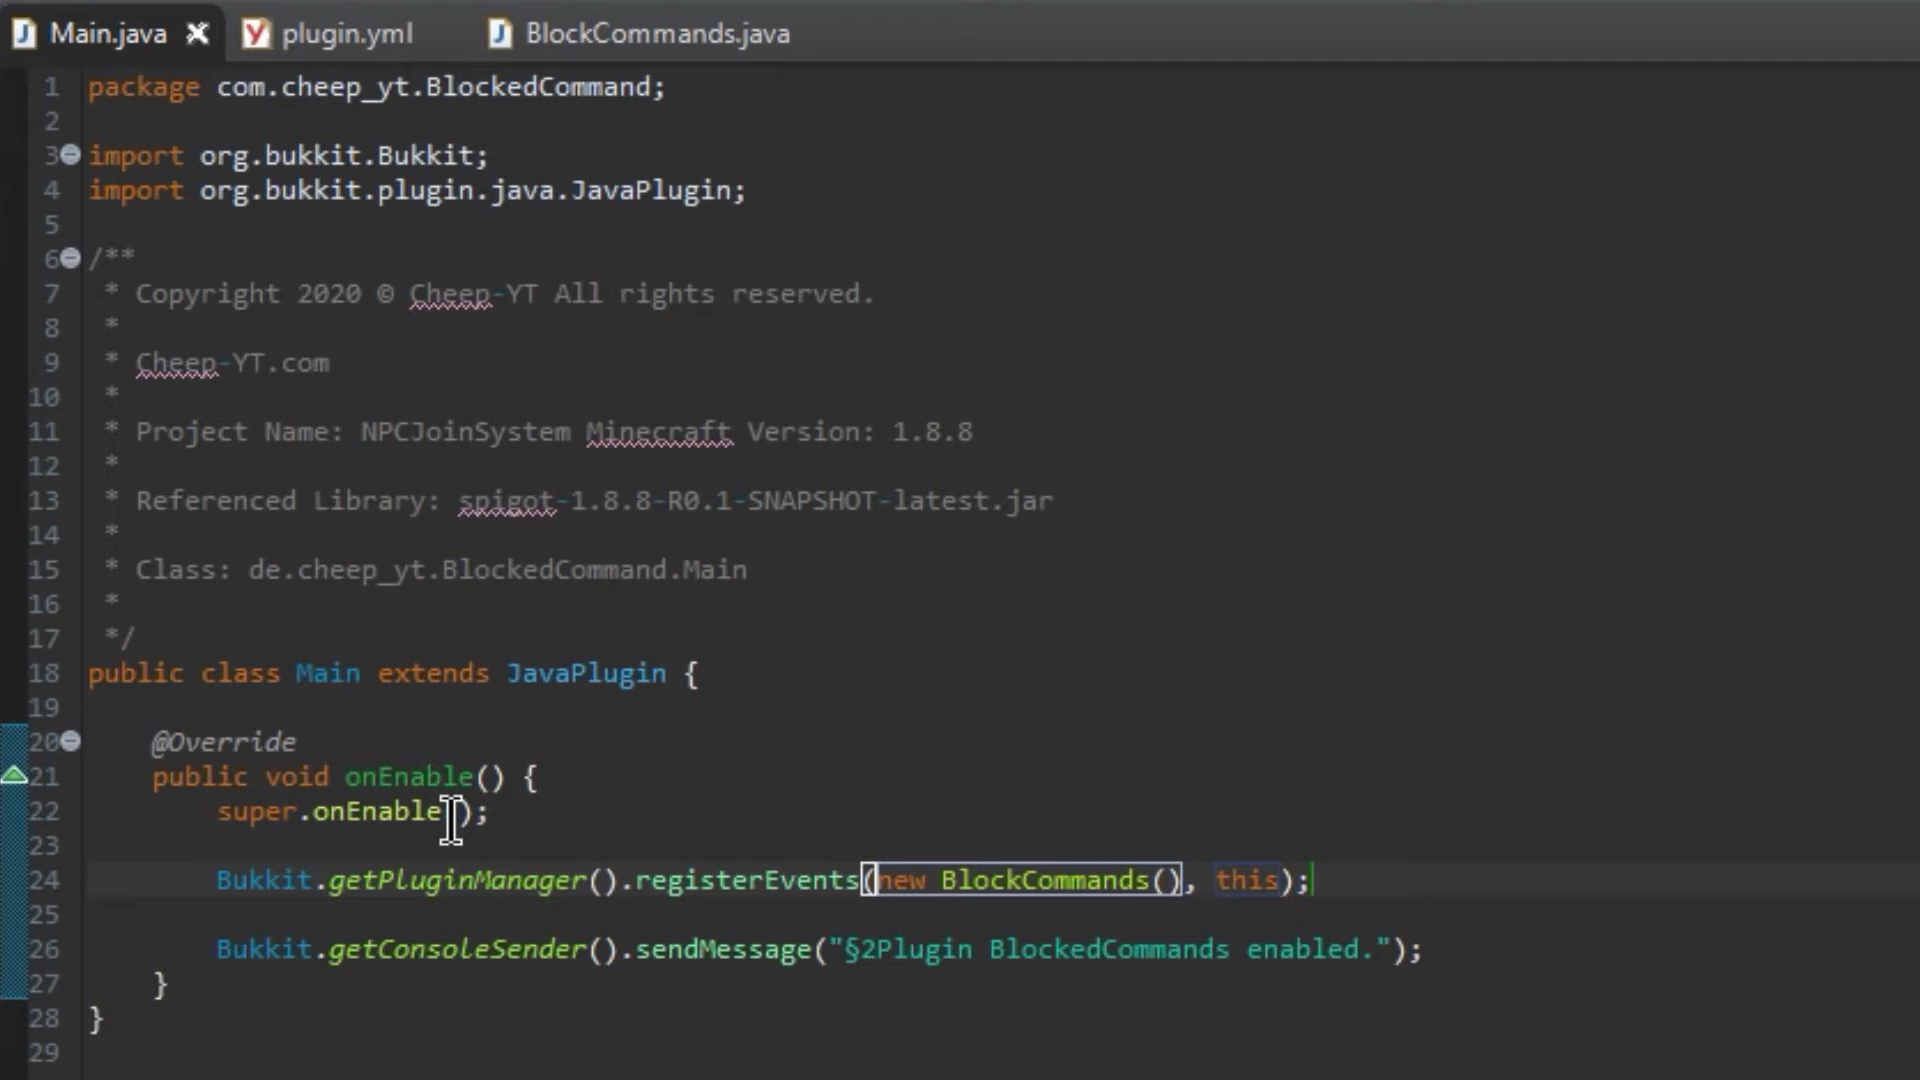 Main.java plugin.yml BlockCommands.java
1 package com.cheep_yt.BlockedCommand;
2
3 import org.bukkit.Bukkit;
4 import org.bukkit.plugin.java.JavaPlugin;
5
6 /**
7  * Copyright 2020 © Cheep-YT All rights reserved.
8  *
9  * Cheep-YT.com
10  *
11  * Project Name: NPCJoinSystem Minecraft Version: 1.8.8
12  *
13  * Referenced Library: spigot-1.8.8-R0.1-SNAPSHOT-latest.jar
14  *
15  * Class: de.cheep_yt.BlockedCommand.Main
16  *
17  */
18 public class Main extends JavaPlugin {
19
20     @Override
21     public void onEnable() {
22         super.onEnable();
23
24         Bukkit.getPluginManager().registerEvents(new BlockCommands(), this);
25
26         Bukkit.getConsoleSender().sendMessage("§2Plugin BlockedCommands enabled.");
27     }
28 }
29